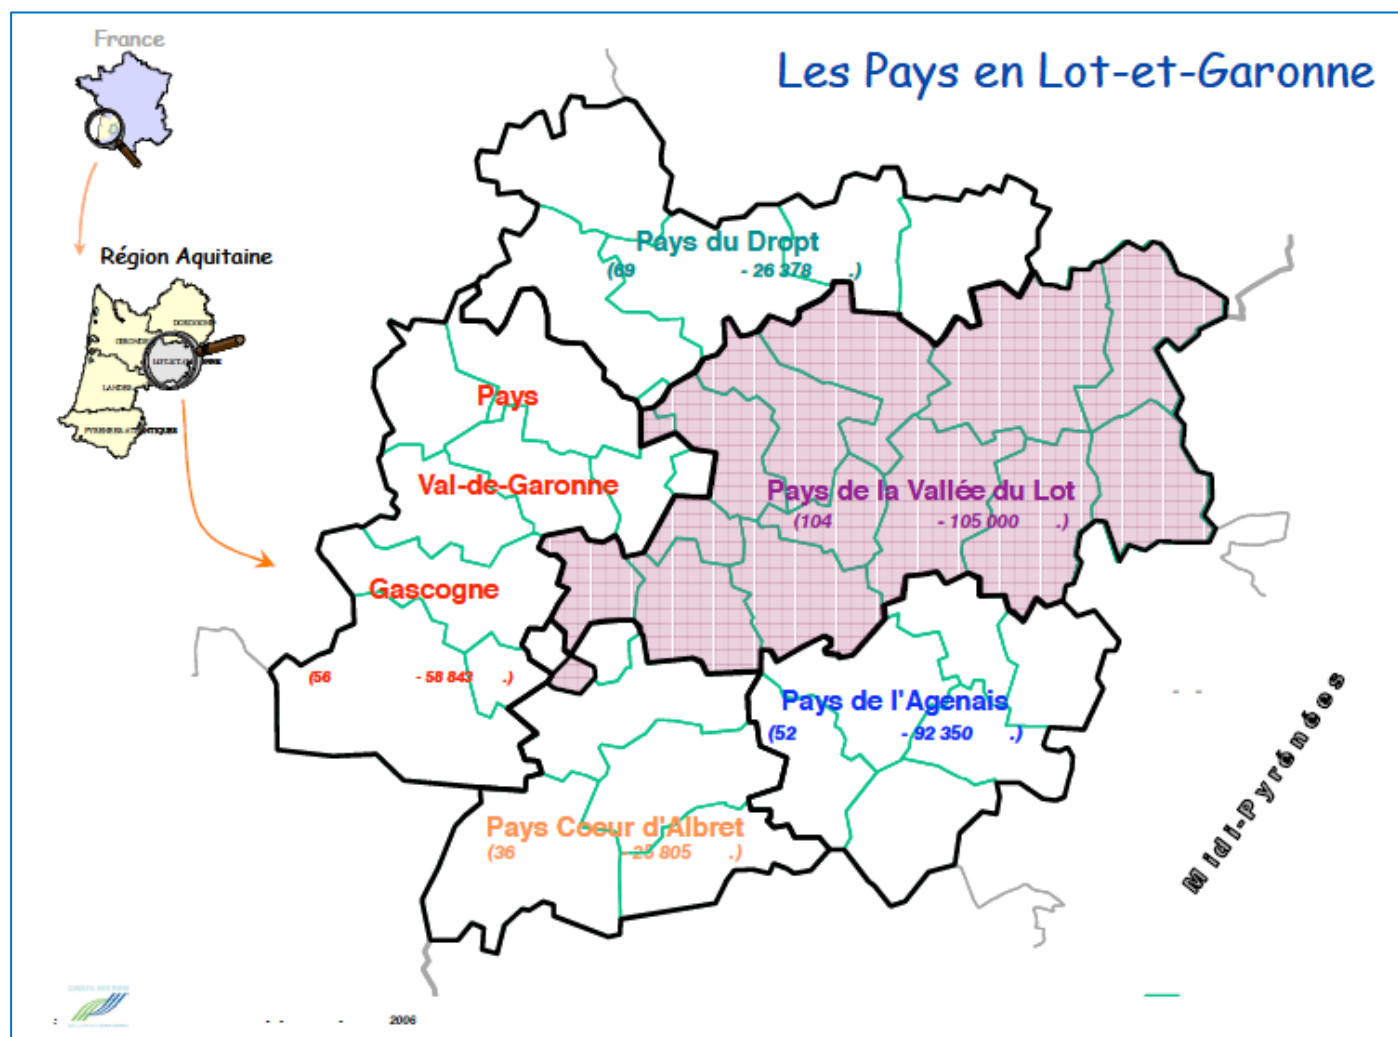 France
Les Pays en Lot-et-Garonne
Région Aquitaine
DORDOGNE
GIRONDE
LOT-ET-GARONNE
LANDES
PYRENEES ATLANTIQUES
Pays du Dropt
(69 - 26 378 .)
Pays
Val-de-Garonne
Gascogne
(56 - 58 843 .)
Pays de la Vallée du Lot
(104 - 105 000 .)
Pays de l'Agenais
(52 - 92 350 .)
Pays Coeur d'Albret
(36 - 25 805 .)
Midi-Pyrénées
: - - - 2006